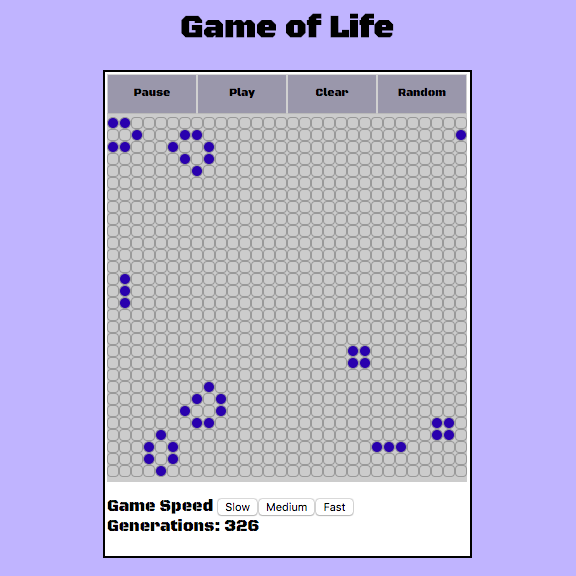 Game of Life
Pause Play Clear Random
Game Speed Slow Medium Fast
Generations: 326